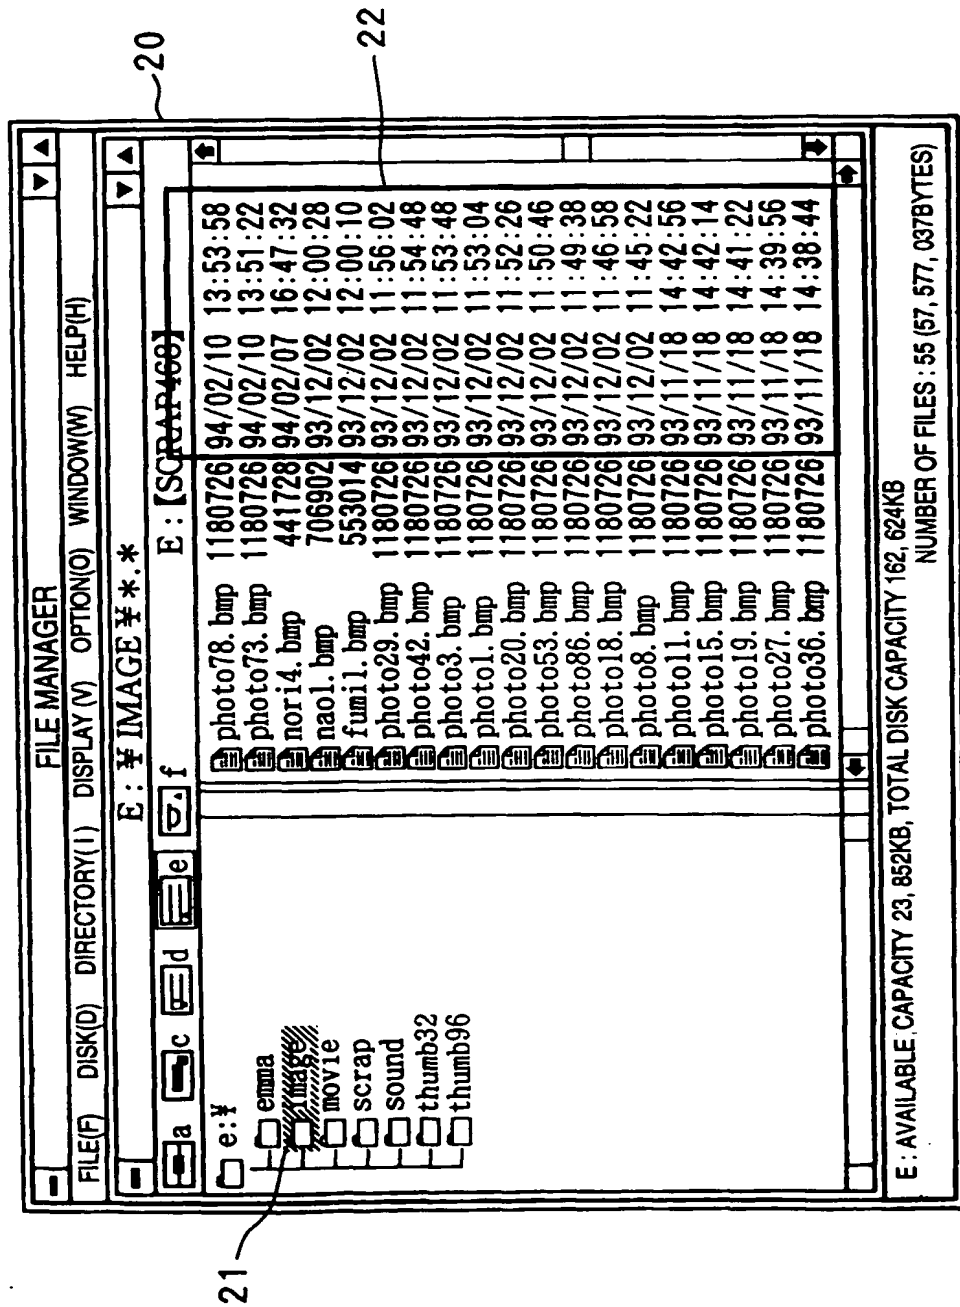 FILE MANAGER
FILE(F) DISK(D) DIRECTORY(I) DISPLAY (V) OPTION(O) WINDOW(W) HELP(H)
E:¥IMAGE¥*.*
a c d e f E:【SCRAP468】
e:¥
emma
image
movie
scrap
sound
thumb32
thumb96
photo78.bmp 1180726 94/02/10 13:53:58
photo73.bmp 1180726 94/02/10 13:51:22
nori4.bmp 441728 94/02/07 16:47:32
nao1.bmp 706902 93/12/02 12:00:28
fumi1.bmp 553014 93/12/02 12:00:10
photo29.bmp 1180726 93/12/02 11:56:02
photo42.bmp 1180726 93/12/02 11:54:48
photo3.bmp 1180726 93/12/02 11:53:48
photo1.bmp 1180726 93/12/02 11:53:04
photo20.bmp 1180726 93/12/02 11:52:26
photo53.bmp 1180726 93/12/02 11:50:46
photo86.bmp 1180726 93/12/02 11:49:38
photo18.bmp 1180726 93/12/02 11:46:58
photo8.bmp 1180726 93/12/02 11:45:22
photo11.bmp 1180726 93/11/18 14:42:56
photo15.bmp 1180726 93/11/18 14:42:14
photo19.bmp 1180726 93/11/18 14:41:22
photo27.bmp 1180726 93/11/18 14:39:56
photo36.bmp 1180726 93/11/18 14:38:44
E: AVAILABLE CAPACITY 23, 852KB, TOTAL DISK CAPACITY 162, 624KB
NUMBER OF FILES : 55 (57, 577, 037BYTES)
20
21
22